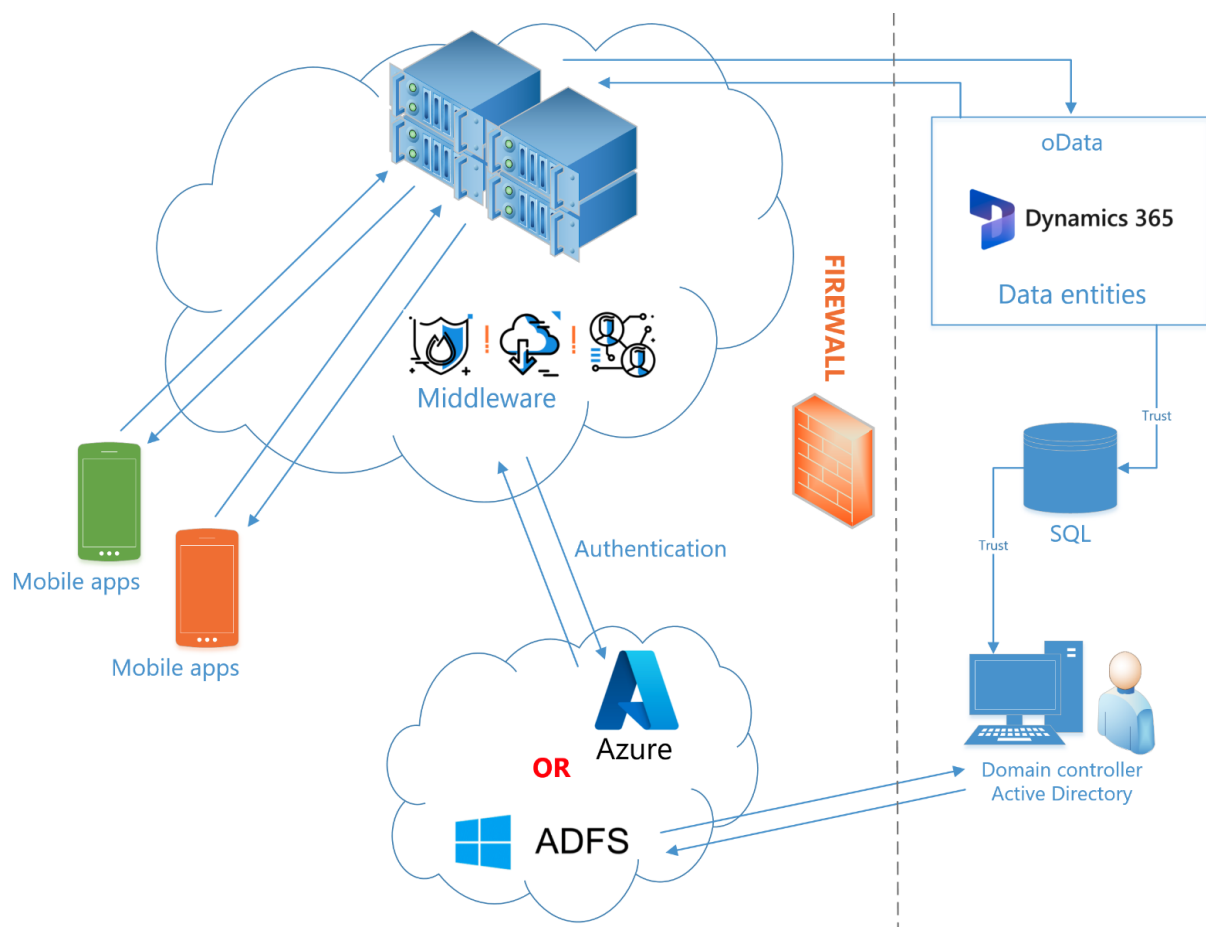 oData
Dynamics 365
Data entities
FIREWALL
Middleware
Trust
SQL
Trust
Authentication
Mobile apps
Mobile apps
Azure
OR
ADFS
Domain controller
Active Directory